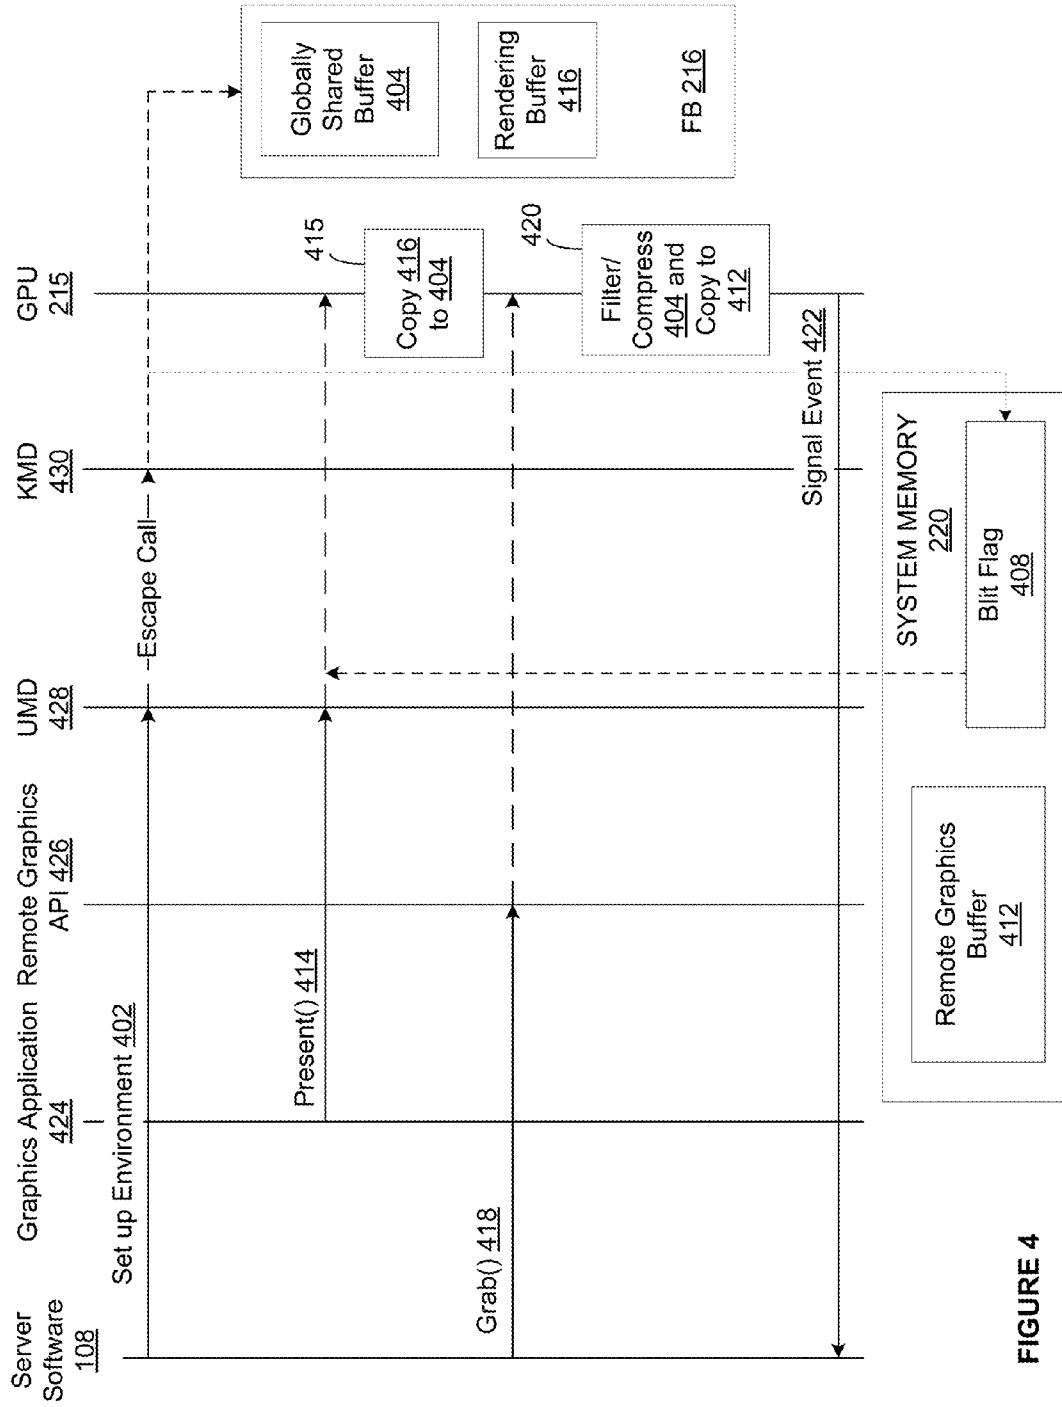 Server
Software
108
Graphics Application
424
Remote Graphics
API 426
UMD
428
KMD
430
GPU
215
Set up Environment 402
Escape Call
Globally
Shared
Buffer
404
Rendering
Buffer
416
FB 216
Present() 414
415
Copy 416
to 404
Grab() 418
420
Filter/
Compress
404 and
Copy to
412
Signal Event 422
SYSTEM MEMORY
220
Remote Graphics
Buffer
412
Blit Flag
408
FIGURE 4